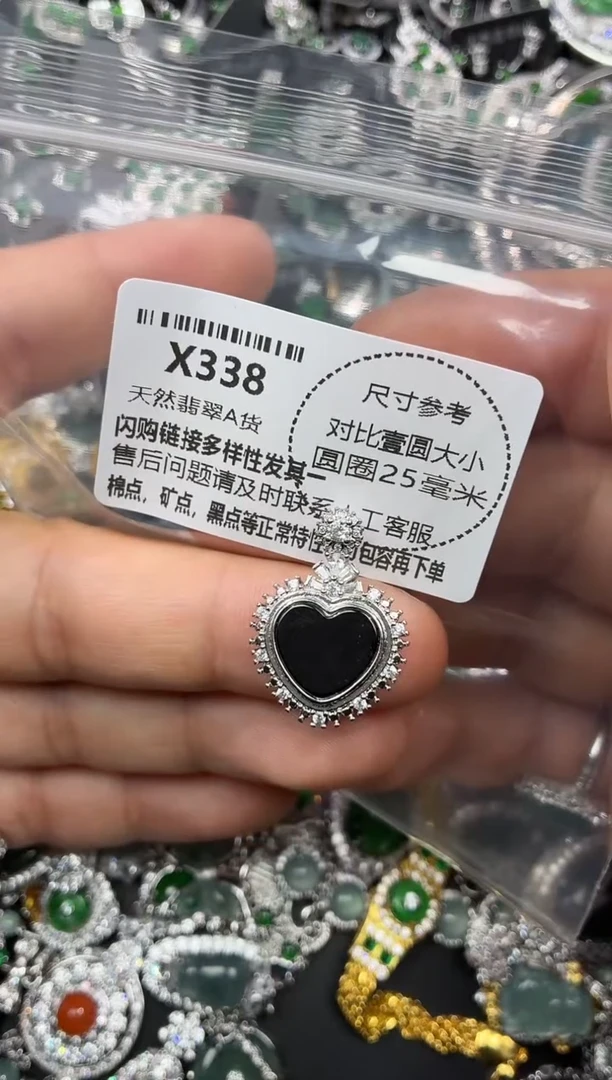 X338
天然翡翠A货
闪购链接多样性发其一
售后问题请及时联系 工客服
棉点，矿点，黑点等正常特性 包容再下单
尺寸参考
对比壹圆大小
圆圈25毫米